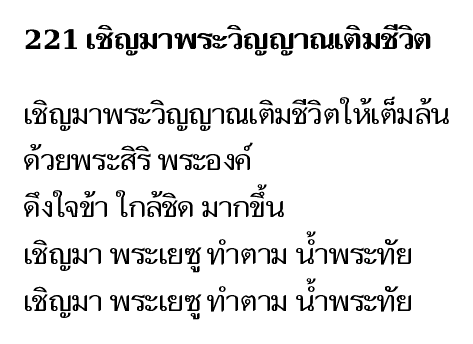 221 เชิญมาพระวิญญาณเติมชีวิต
เชิญมาพระวิญญาณเติมชีวิตให้เต็มล้น
ด้วยพระสิริ พระองค์
ดึงใจข้า ใกล้ชิด มากขึ้น
เชิญมา พระเยซู ทำตาม น้ำพระทัย
เชิญมา พระเยซู ทำตาม น้ำพระทัย